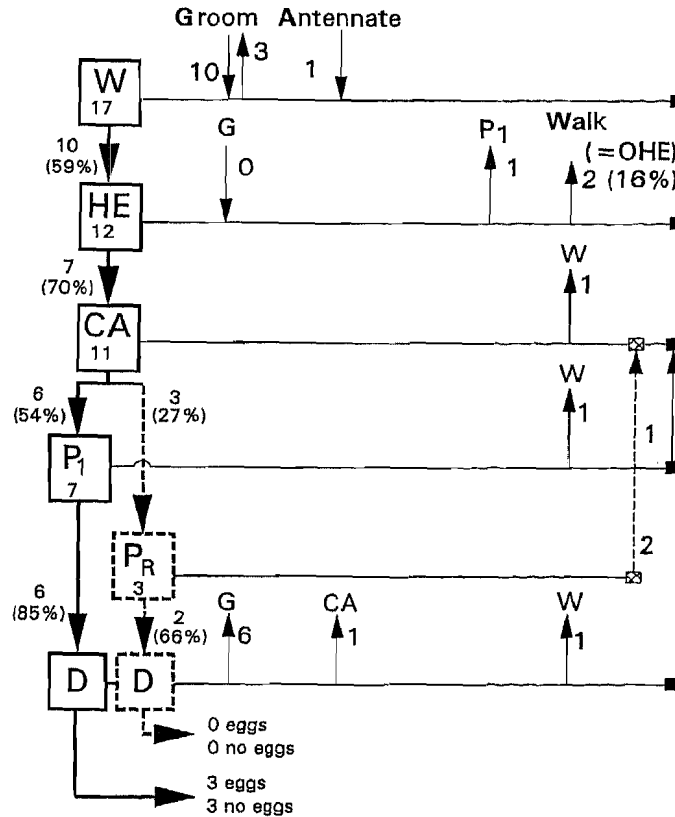 Groom Antennate
3
10 1
W
17
10
(59%)
G
0
P1
1
Walk
(=OHE)
2 (16%)
HE
12
7
(70%)
W
1
CA
11
6
(54%)
3
(27%)
W
1
1
P1
7
2
PR
3
6
(85%)
2
(66%)
G
6
CA
1
W
1
D D
0 eggs
0 no eggs
3 eggs
3 no eggs